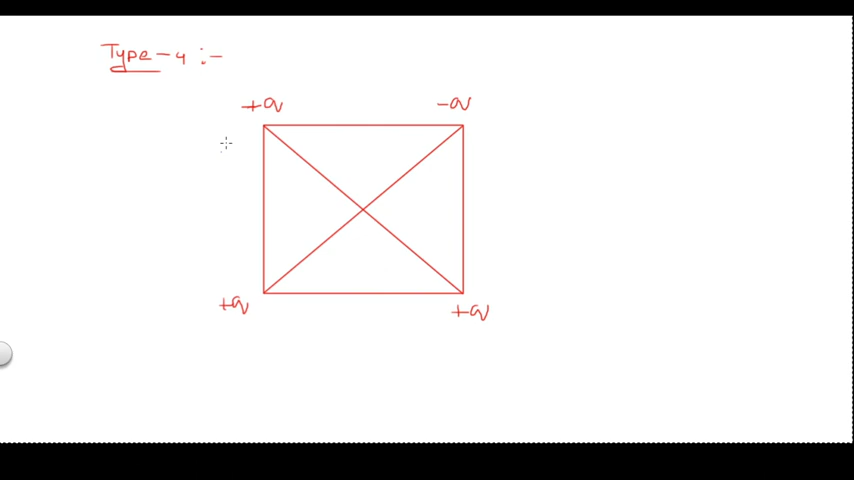 Type-4 :-
+q -q
+q +q